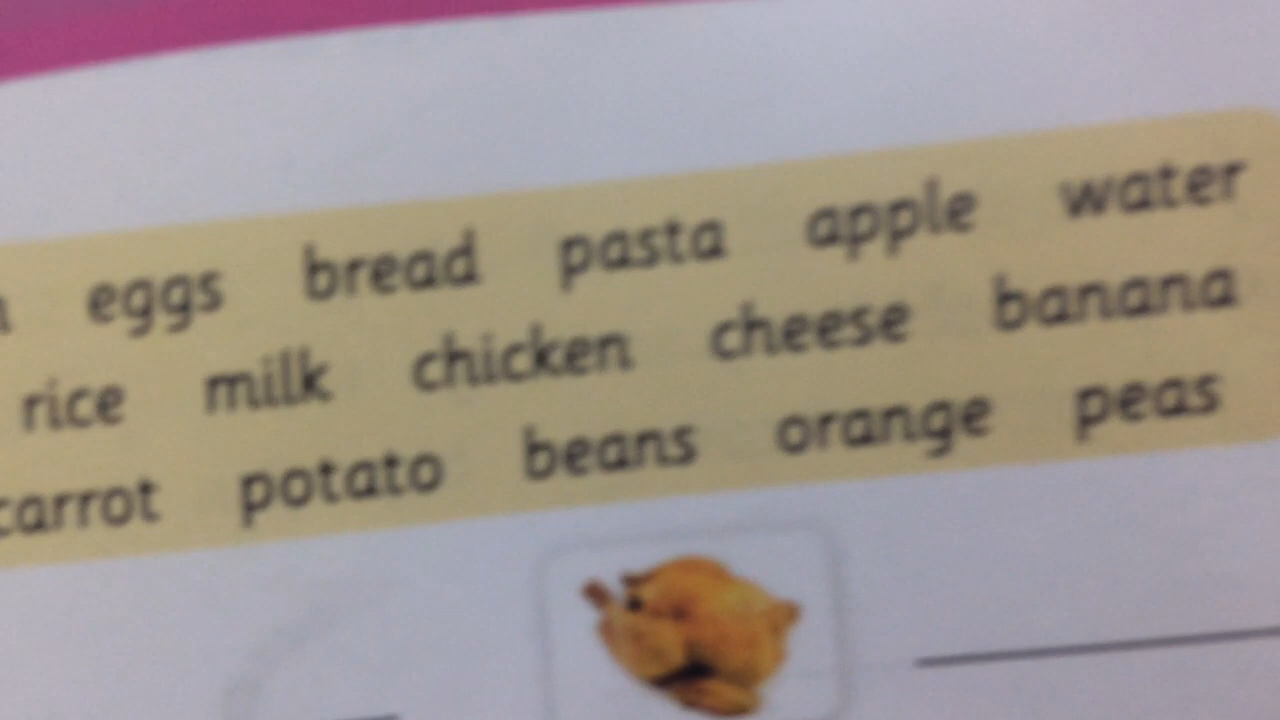 eggs bread pasta apple water
rice milk chicken cheese banana
carrot potato beans orange peas